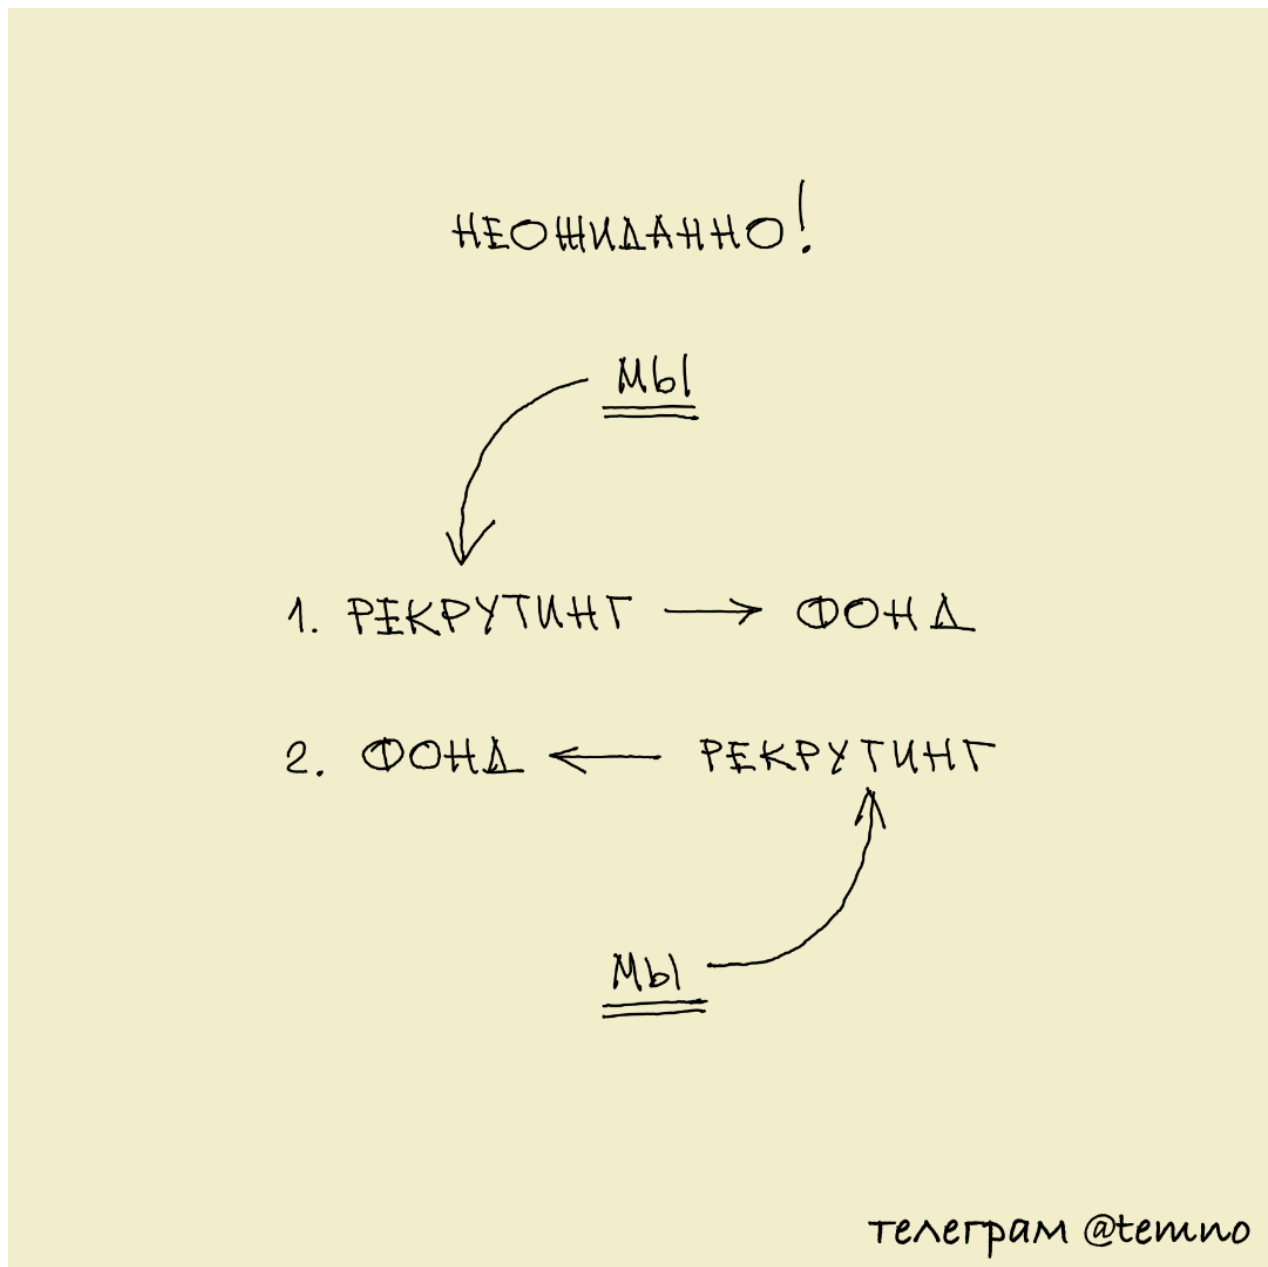 НЕОЖИДАННО!
МЫ
1. РЕКРУТИНГ → ФОНД
2. ФОНД ← РЕКРУТИНГ
МЫ
телеграм @temno